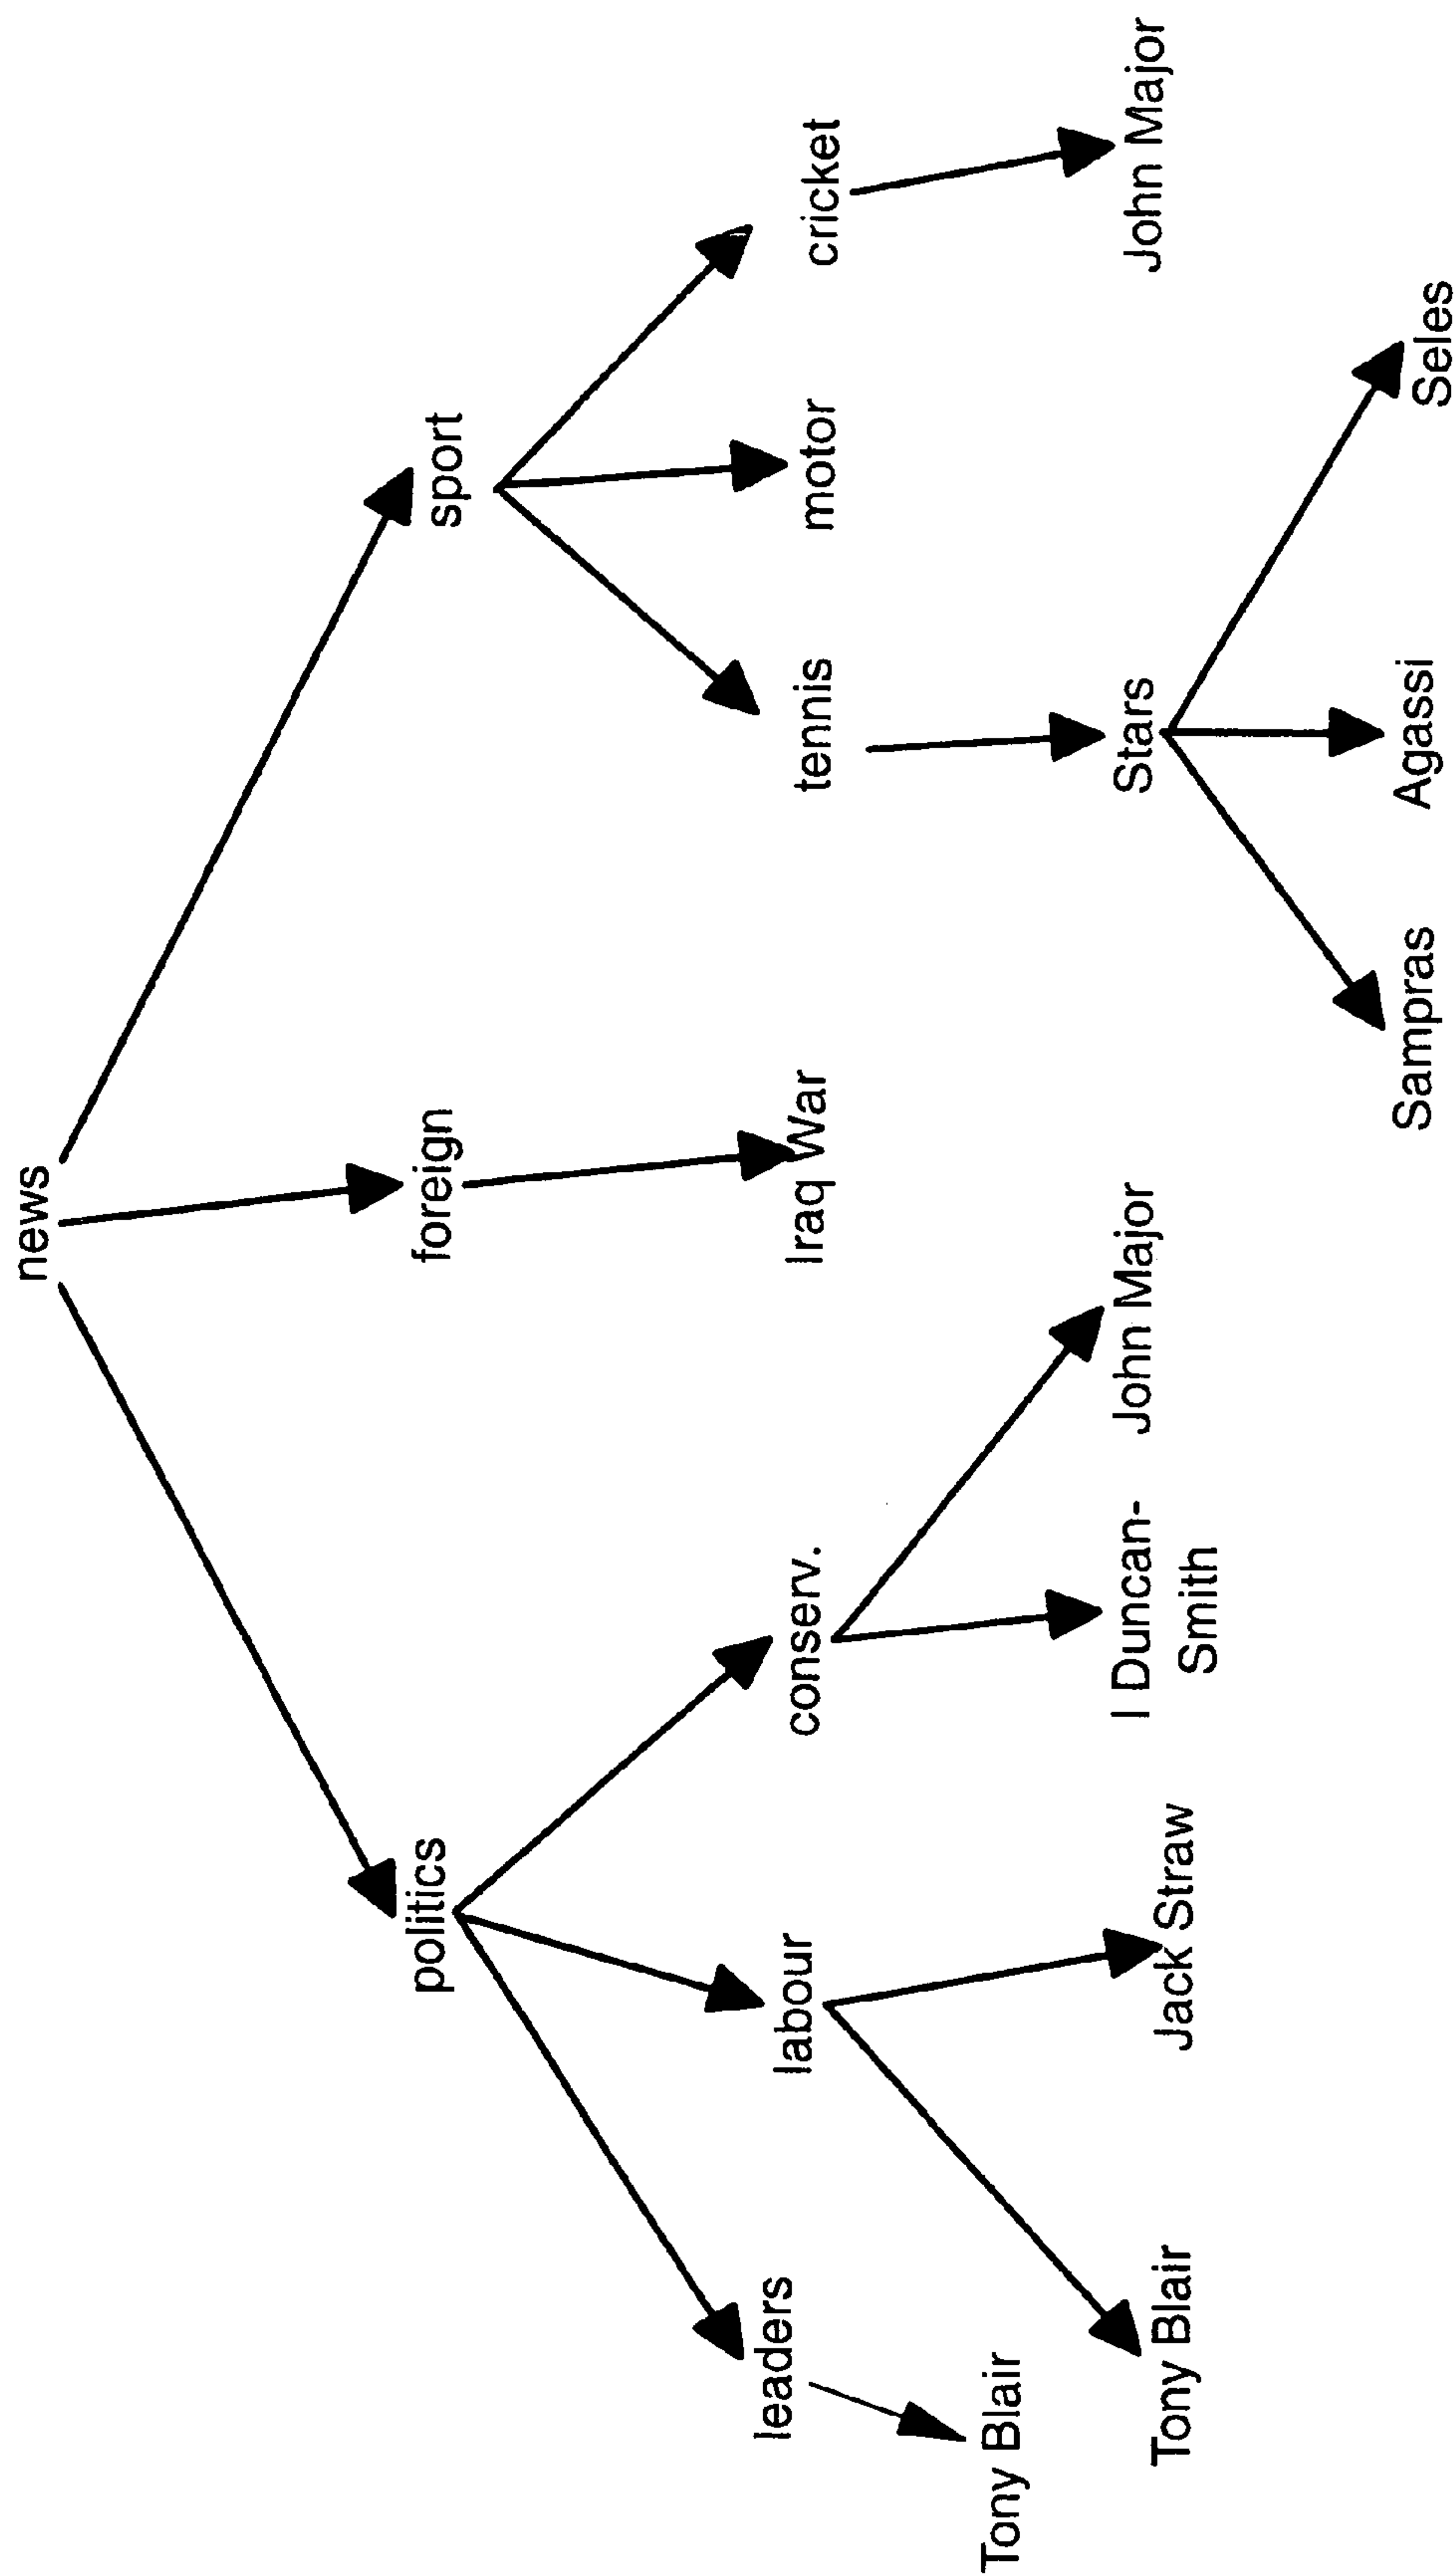 news
politics
foreign
sport
leaders
labour
conserv.
Iraq War
tennis
motor
cricket
Tony Blair
Tony Blair
Jack Straw
I Duncan-
Smith
John Major
Stars
John Major
Sampras
Agassi
Seles